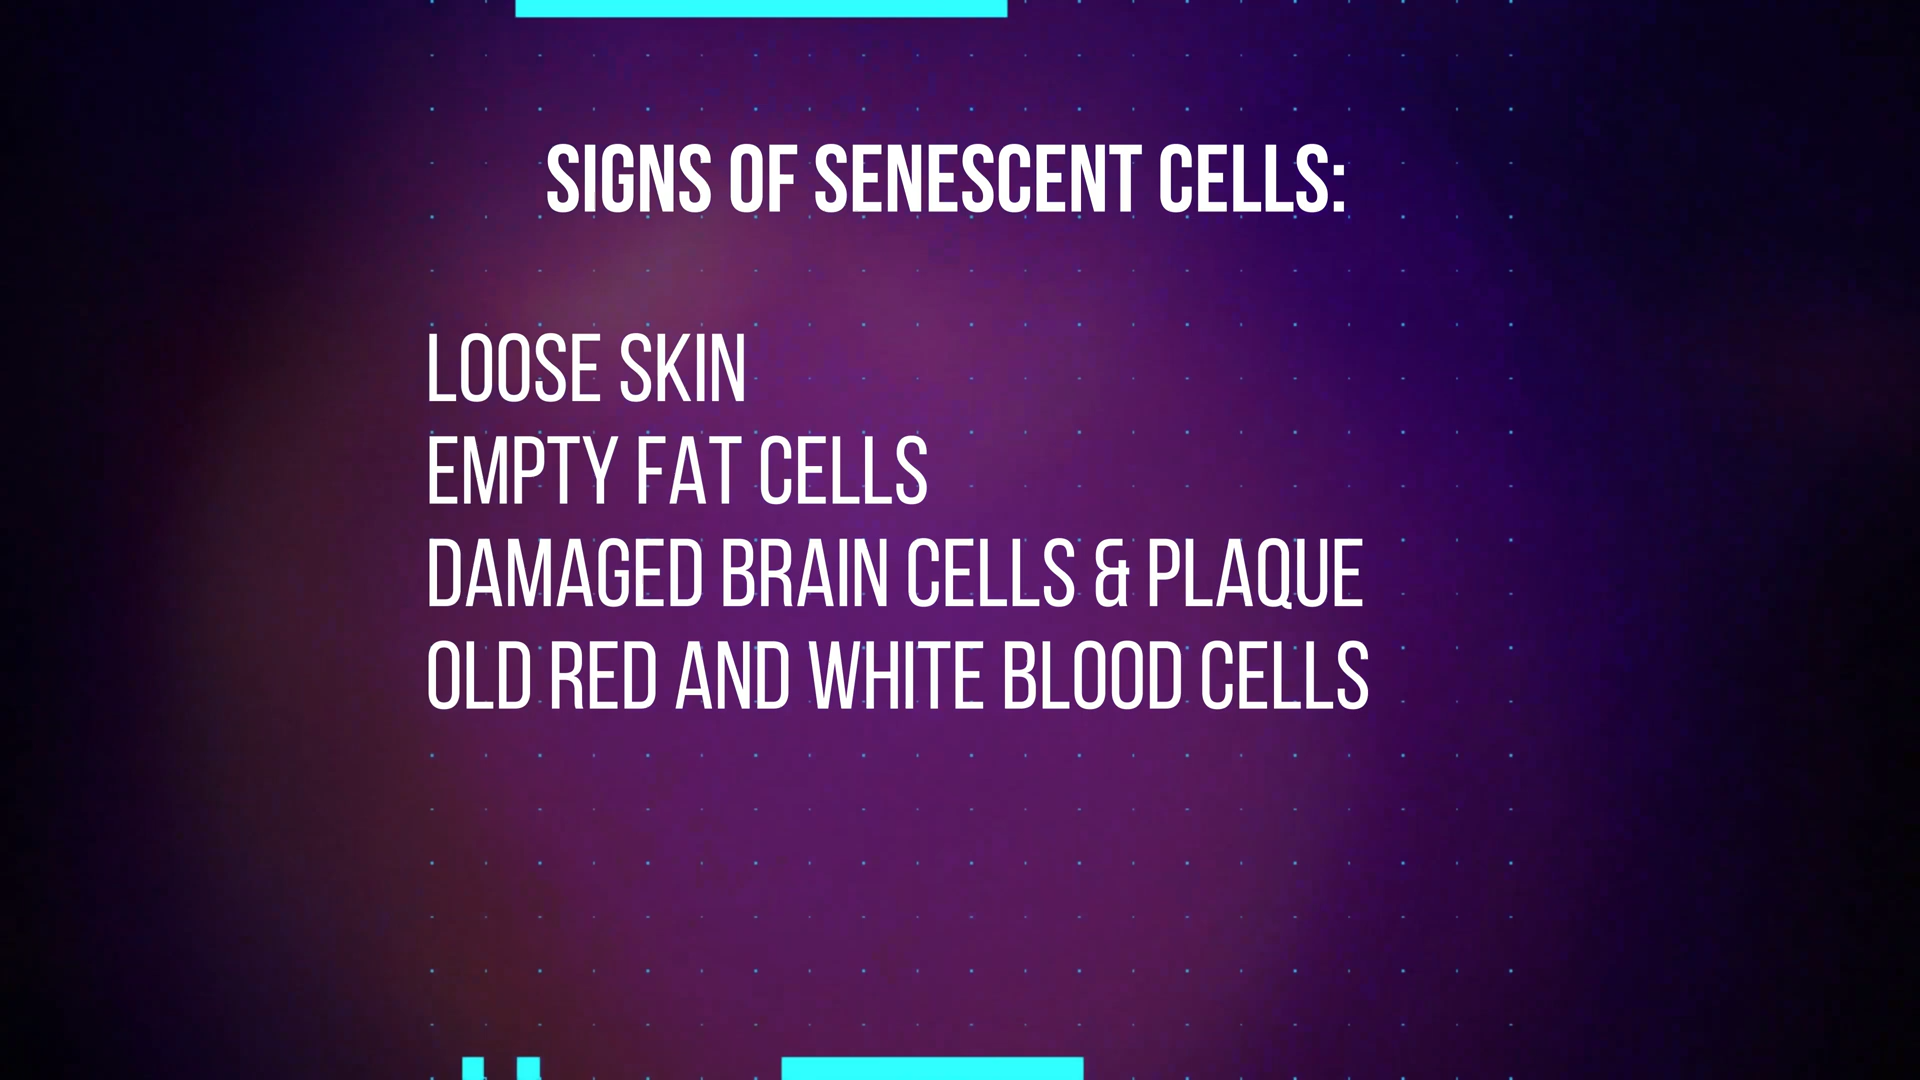 SIGNS OF SENESCENT CELLS:
LOOSE SKIN
EMPTY FAT CELLS
DAMAGED BRAIN CELLS & PLAQUE
OLD RED AND WHITE BLOOD CELLS